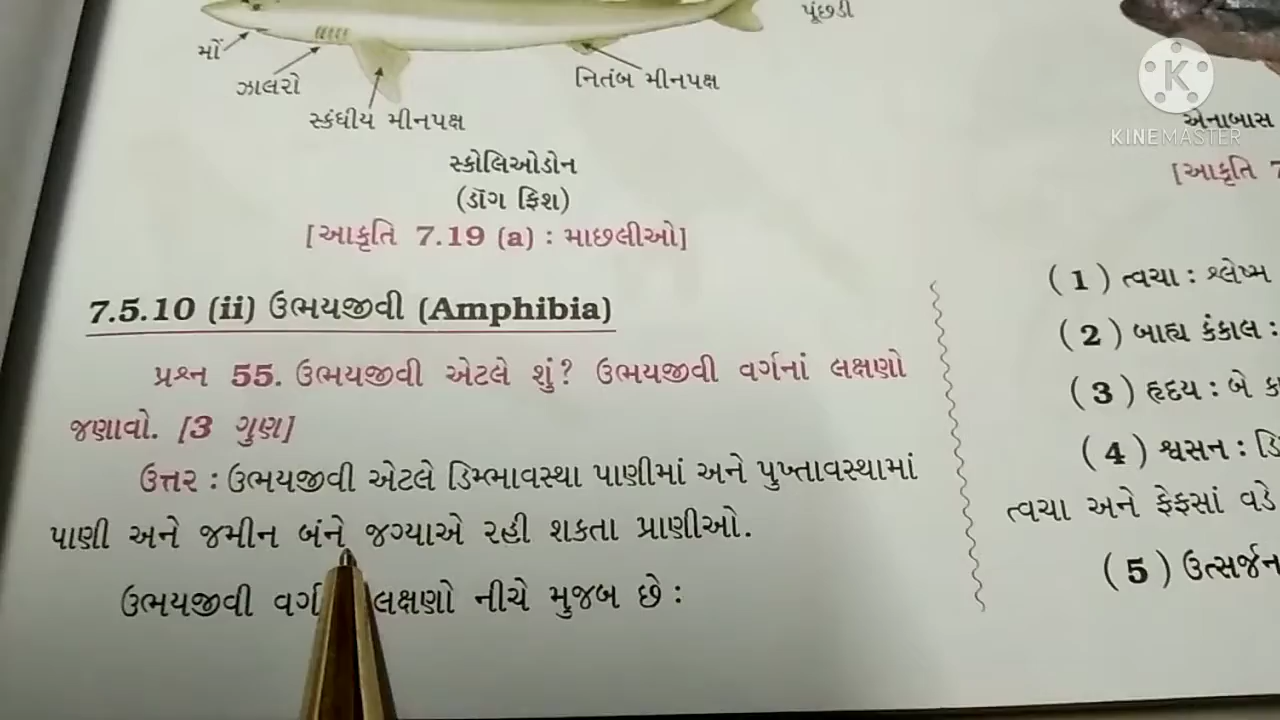 પૂંછડી
મોં
ઝાલરો
નિતંબ મીનપક્ષ
સ્કંધીય મીનપક્ષ
સ્કોલિઓડોન
(ડૉગ ફિશ)
[આકૃતિ 7.19 (a) : માછલીઓ]
7.5.10 (ii) ઉભયજીવી (Amphibia)
પ્રશ્ન 55. ઉભયજીવી એટલે શું? ઉભયજીવી વર્ગનાં લક્ષણો
જણાવો. [3 ગુણ]
ઉત્તર : ઉભયજીવી એટલે ડિમ્ભાવસ્થા પાણીમાં અને પુખ્તાવસ્થામાં
પાણી અને જમીન બંને જગ્યાએ રહી શકતા પ્રાણીઓ.
ઉભયજીવી વર્ગ લક્ષણો નીચે મુજબ છે :
KINEMASTER
એનાબાસ
[આકૃતિ
(1) ત્વચા : શ્લેષ્મ
(2) બાહ્ય કંકાલ :
(3) હૃદય : બે
(4) શ્વસન :
ત્વચા અને ફેફસાં વડે
(5) ઉત્સર્જન